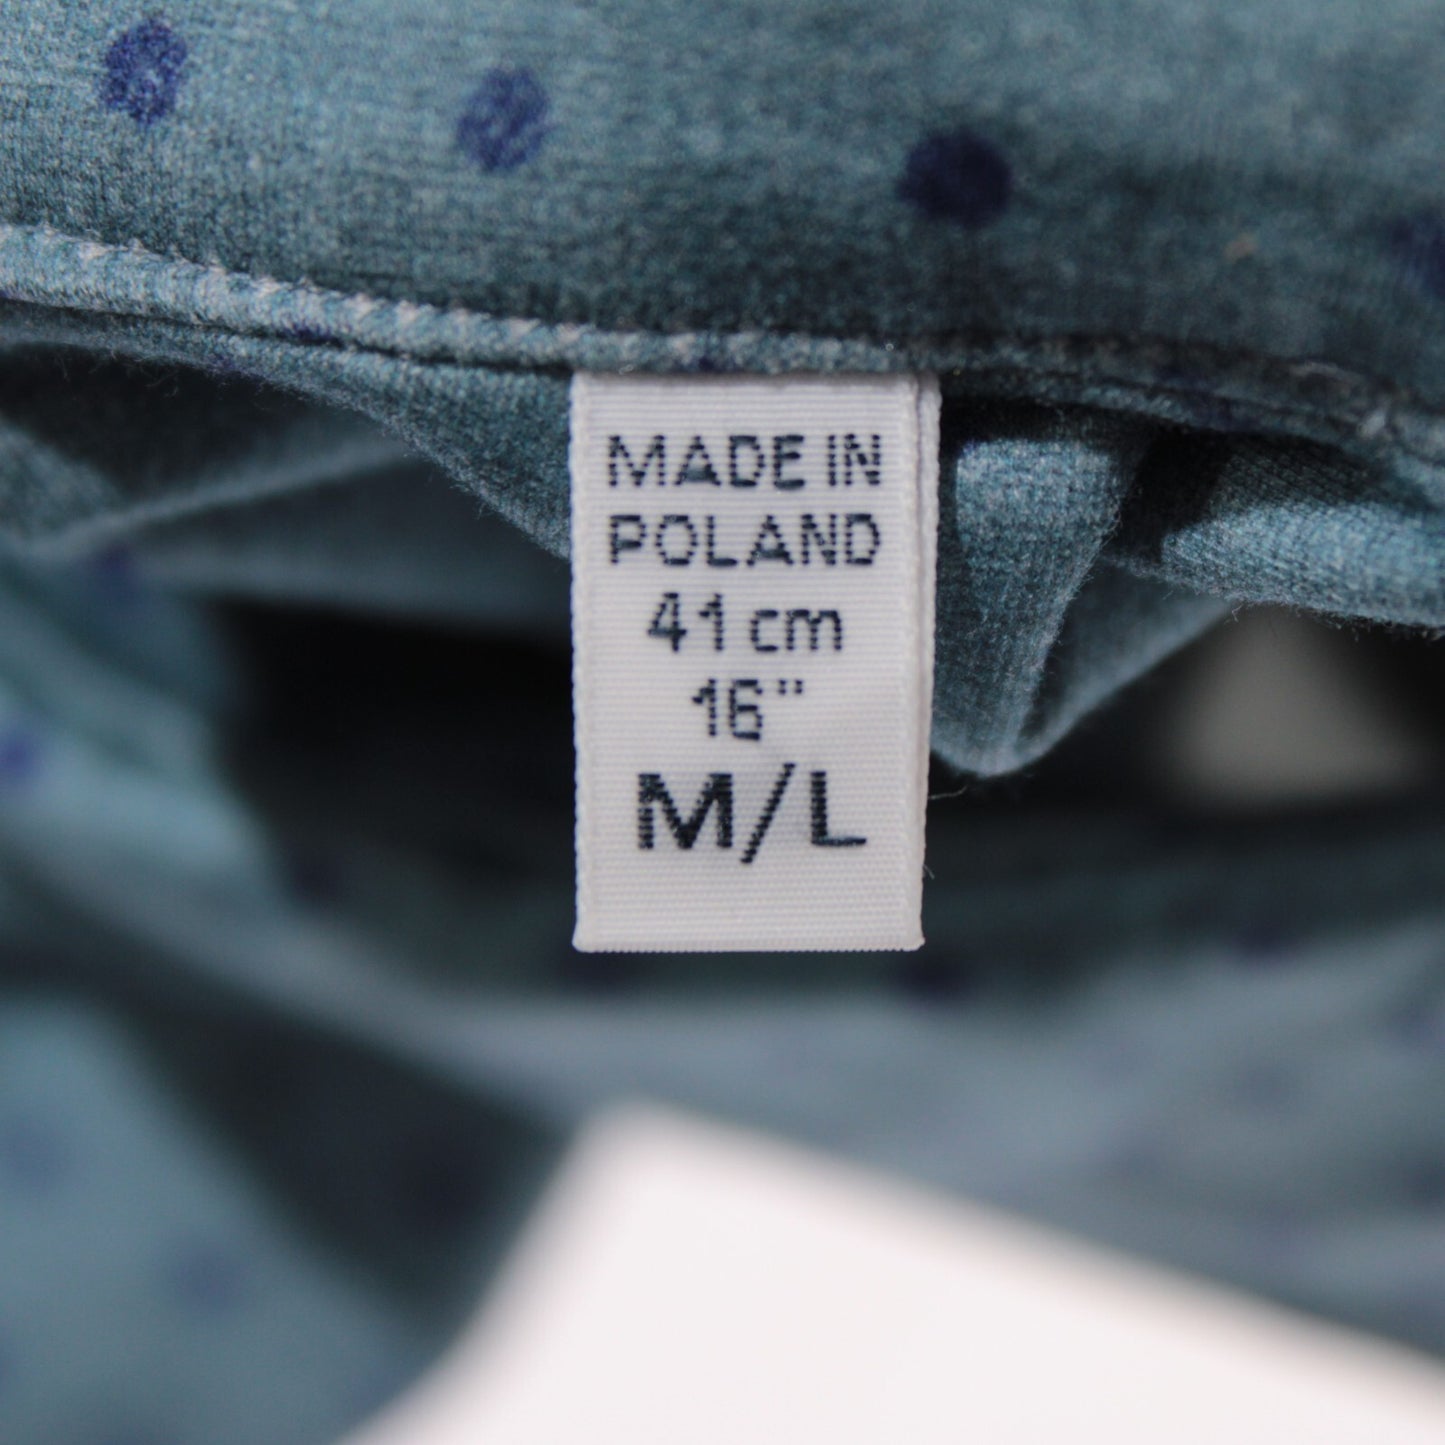 MADE IN
POLAND
41 cm
16"
M/L